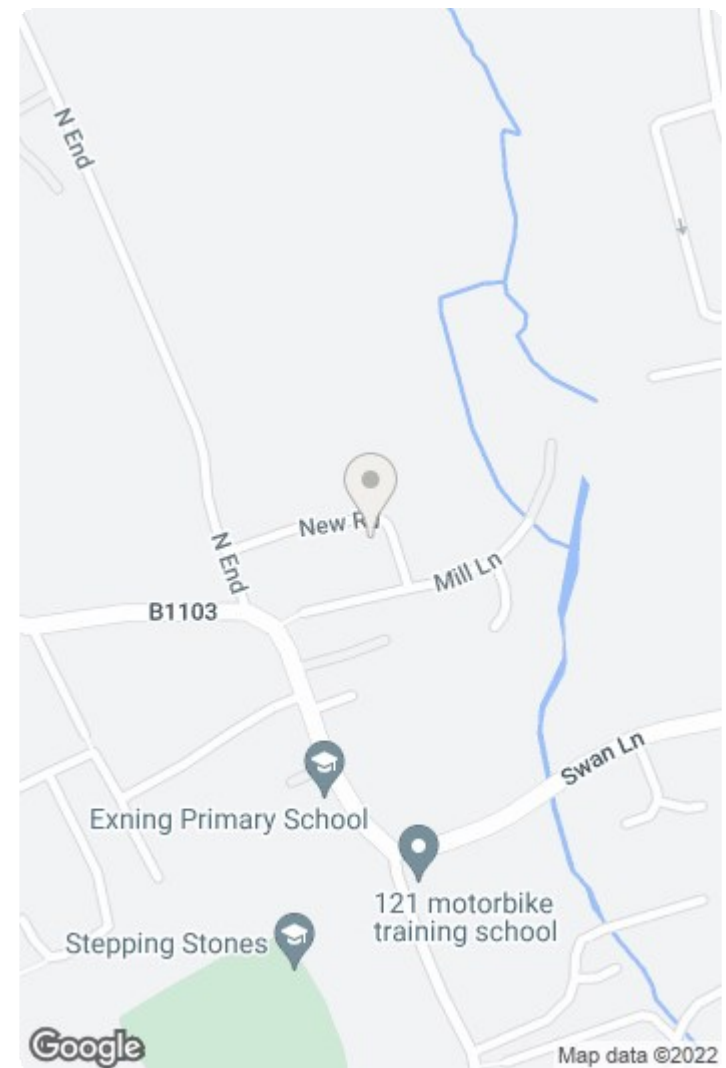 N End
New Rd
N End
Mill Ln
B1103
Swan Ln
Exning Primary School
121 motorbike
training school
Stepping Stones
Google
Map data ©2022